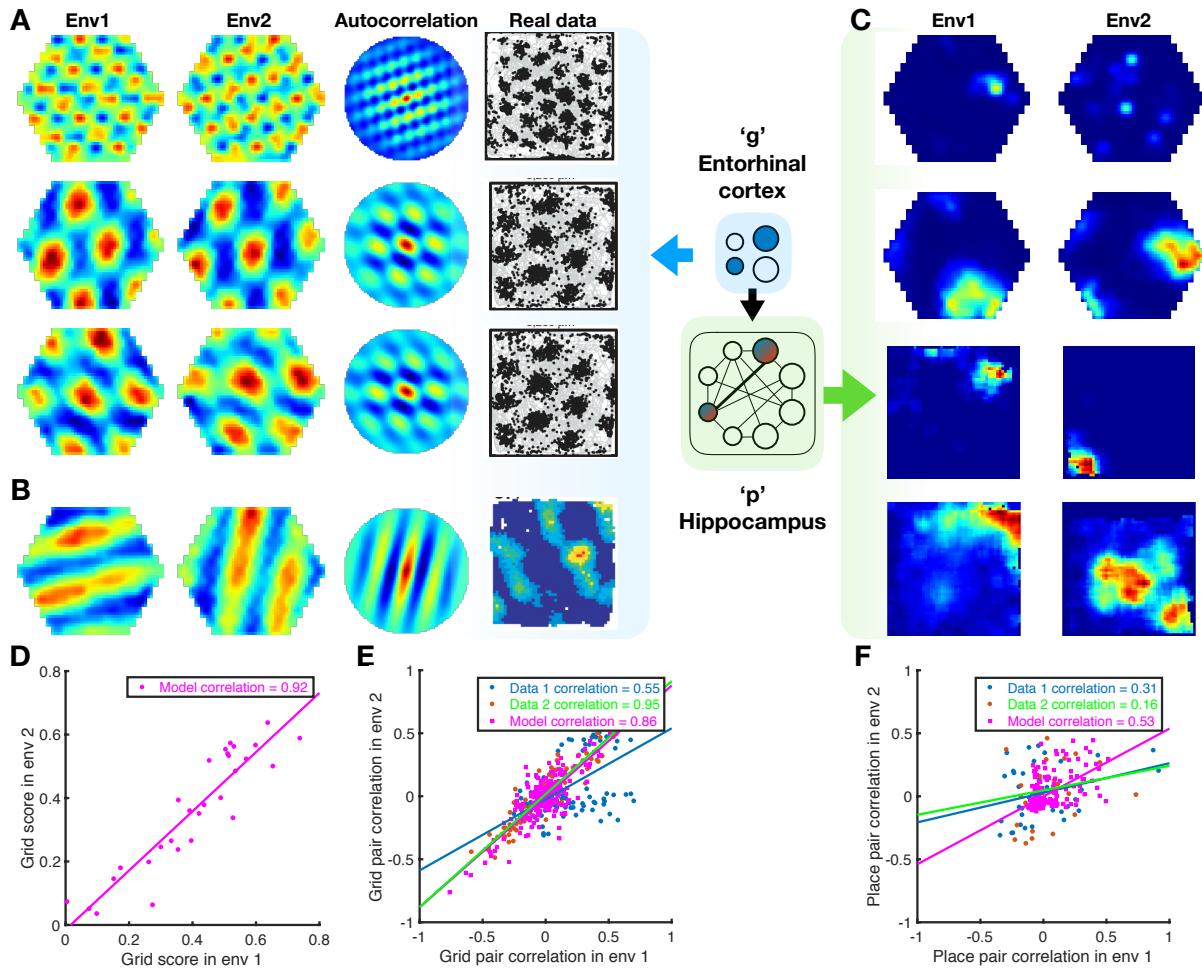 A
Env1
Env2
Autocorrelation
Real data
C
Env1
Env2
'g'
Entorhinal
cortex
'p'
Hippocampus
B
D
0.8
0.6
0.4
0.2
0
0
0.2
0.4
0.6
0.8
Grid score in env 2
Grid score in env 1
Model correlation = 0.92
E
1
0.5
0
-0.5
-1
-1
-0.5
0
0.5
1
Grid pair correlation in env 2
Grid pair correlation in env 1
Data 1 correlation = 0.55
Data 2 correlation = 0.95
Model correlation = 0.86
F
1
0.5
0
-0.5
-1
-1
-0.5
0
0.5
1
Place pair correlation in env 2
Place pair correlation in env 1
Data 1 correlation = 0.31
Data 2 correlation = 0.16
Model correlation = 0.53